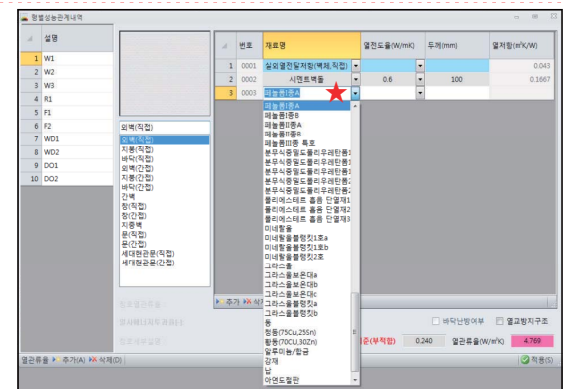 형별성능관계내역
설명
1 W1
2 W2
3 W3
4 R1
5 F1
6 F2
7 WD1
8 WD2
9 DO1
10 DO2
외벽(직접)
외벽(직접)
지붕(직접)
바닥(직접)
외벽(간접)
지붕(간접)
바닥(간접)
간벽
창(직접)
창(간접)
지중벽
문(직접)
문(간접)
세대현관문(직접)
세대현관문(간접)
번호 재료명 열전도율(W/mK) 두께(mm) 열저항(㎡K/W)
1 0001 실외열전달저항(벽체,직접) 0.043
2 0002 시멘트벽돌 0.6 100 0.1667
3 0003 페놀폼I종A
페놀폼I종A
페놀폼I종B
페놀폼II종A
페놀폼II종B
페놀폼III종 특호
분무식중밀도폴리우레탄폼1
분무식중밀도폴리우레탄폼1
분무식중밀도폴리우레탄폼2
분무식중밀도폴리우레탄폼2
폴리에스테르 흡음 단열재1
폴리에스테르 흡음 단열재2
폴리에스테르 흡음 단열재3
미네랄울
미네랄울블랭킷1호a
미네랄울블랭킷1호b
미네랄울블랭킷2호
그라스울
그라스울보온대a
그라스울보온대b
그라스울보온대c
그라스울블랭킷a
그라스울블랭킷b
동
청동(75Cu,25Sn)
황동(70CU,30Zn)
알루미늄/합금
강재
납
아연도철판
추가 삭제
바닥난방여부 열교방지구조
기준(부적합) 0.240 열관류율(W/㎡K) 4.769
열관류율 추가(A) 삭제(D) 적용(S)